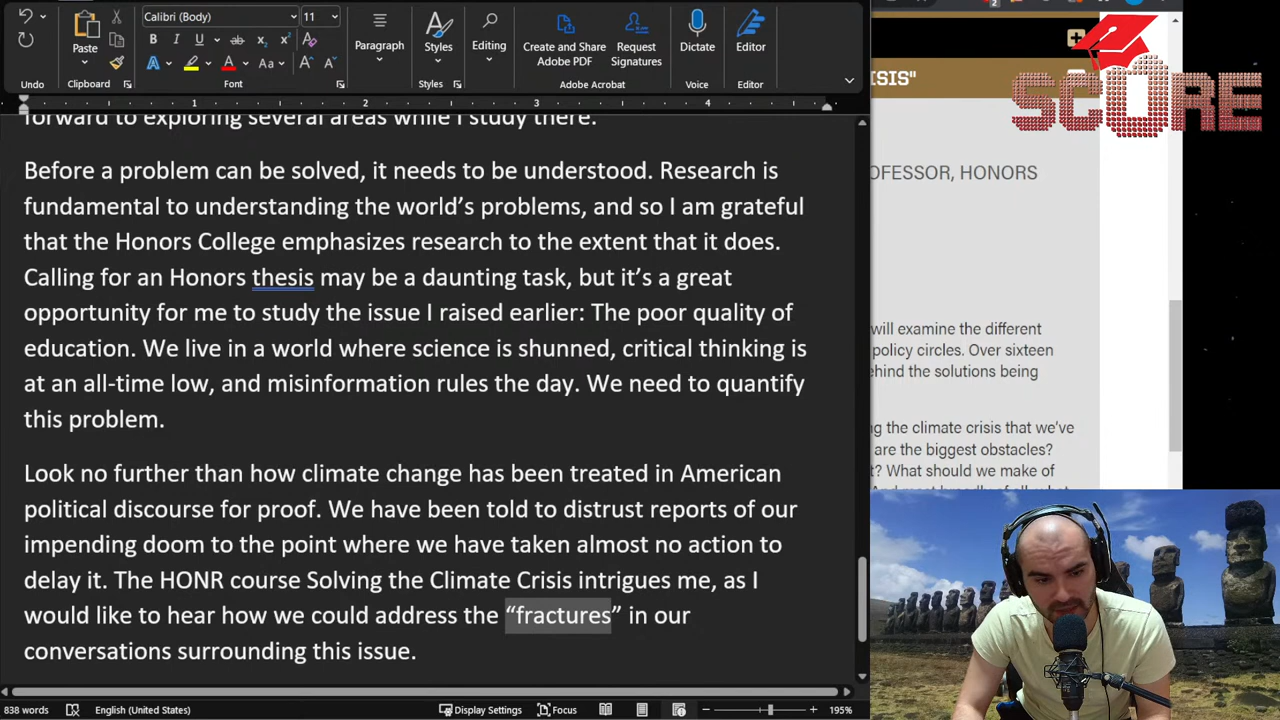 Calibri (Body)
11
Paste
Paragraph
Styles
Editing
Create and Share
Adobe PDF
Request
Signatures
Dictate
Editor
Undo
Clipboard
Font
Styles
Adobe Acrobat
Voice
Editor
1
2
3
4
forward to exploring several areas while I study there.
Before a problem can be solved, it needs to be understood. Research is
fundamental to understanding the world’s problems, and so I am grateful
that the Honors College emphasizes research to the extent that it does.
Calling for an Honors thesis may be a daunting task, but it’s a great
opportunity for me to study the issue I raised earlier: The poor quality of
education. We live in a world where science is shunned, critical thinking is
at an all-time low, and misinformation rules the day. We need to quantify
this problem.
Look no further than how climate change has been treated in American
political discourse for proof. We have been told to distrust reports of our
impending doom to the point where we have taken almost no action to
delay it. The HONR course Solving the Climate Crisis intrigues me, as I
would like to hear how we could address the “fractures” in our
conversations surrounding this issue.
838 words
English (United States)
Display Settings
Focus
195%
ISIS"
SCORE
OFESSOR, HONORS
will examine the different
policy circles. Over sixteen
ehind the solutions being
g the climate crisis that we’ve
are the biggest obstacles?
t? What should we make of